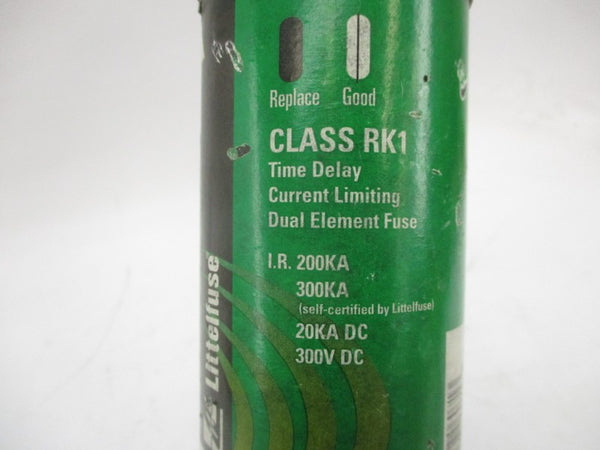 Replace Good
CLASS RK1
Time Delay
Current Limiting
Dual Element Fuse
I.R. 200KA
300KA
(self-certified by Littelfuse)
20KA DC
300V DC
Littelfuse